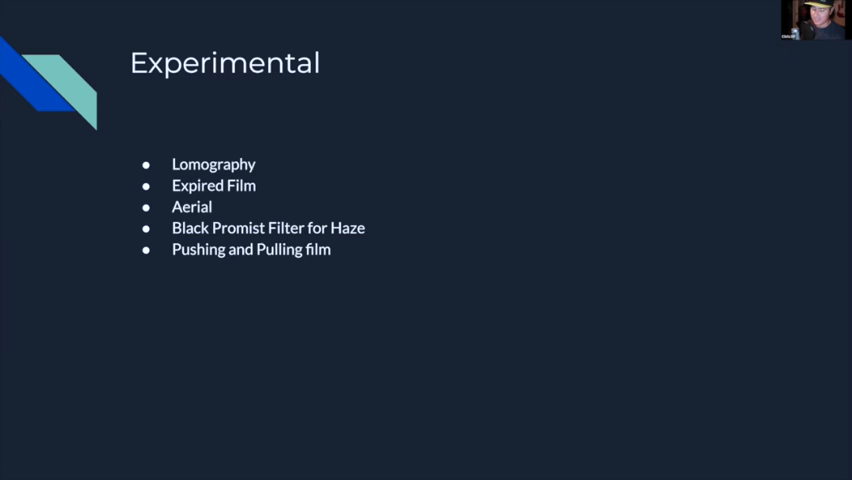 Experimental
● Lomography
● Expired Film
● Aerial
● Black Promist Filter for Haze
● Pushing and Pulling film